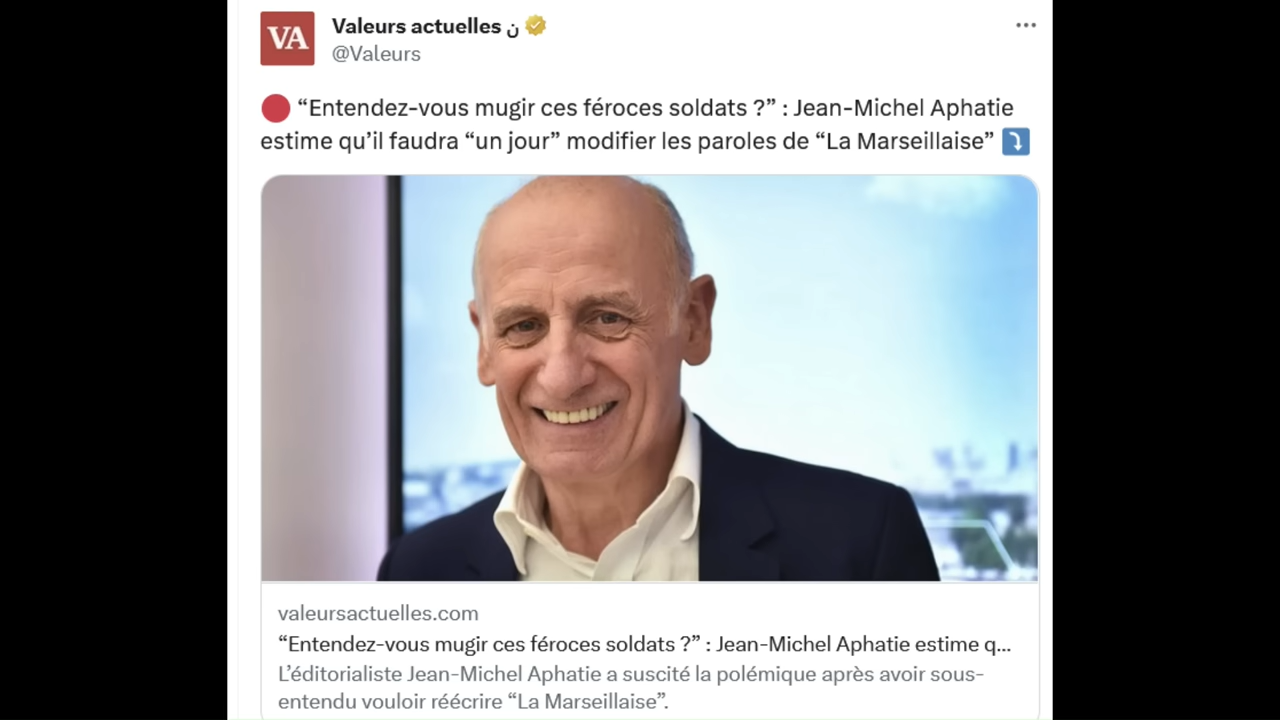 VA
Valeurs actuelles ن
@Valeurs
“Entendez-vous mugir ces féroces soldats ?” : Jean-Michel Aphatie
estime qu’il faudra “un jour” modifier les paroles de “La Marseillaise” ⤵️
valeursactuelles.com
“Entendez-vous mugir ces féroces soldats ?” : Jean-Michel Aphatie estime q...
L’éditorialiste Jean-Michel Aphatie a suscité la polémique après avoir sous-
entendu vouloir réécrire “La Marseillaise”.